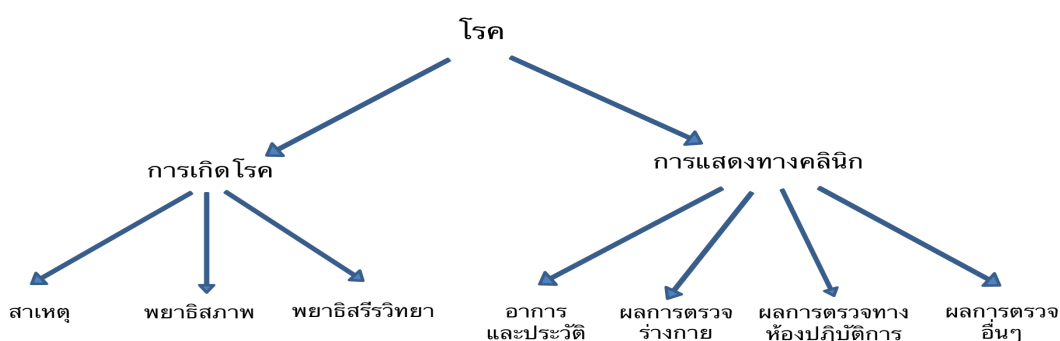 โรค
การเกิดโรค
การแสดงทางคลินิก
สาเหตุ
พยาธิสภาพ
พยาธิสรีรวิทยา
อาการ
และประวัติ
ผลการตรวจ
ร่างกาย
ผลการตรวจทาง
ห้องปฏิบัติการ
ผลการตรวจ
อื่นๆ